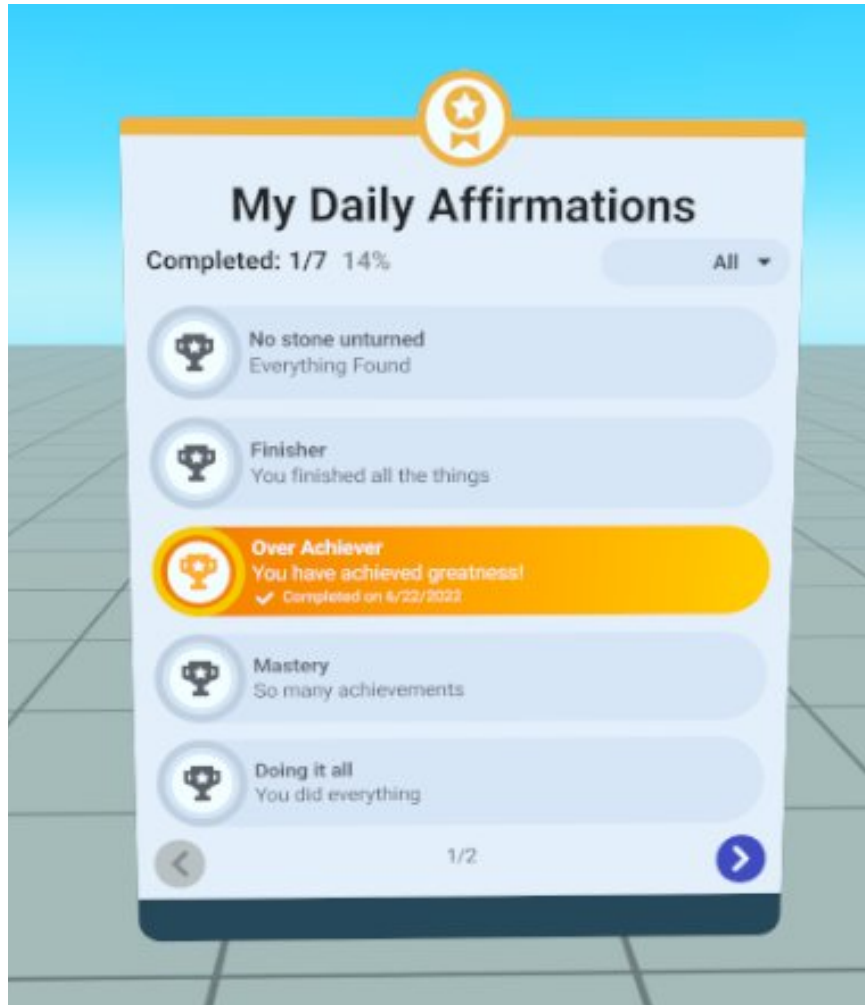 My Daily Affirmations
Completed: 1/7 14%
All
No stone unturned
Everything Found
Finisher
You finished all the things
Over Achiever
You have achieved greatness!
Completed on 6/22/2022
Mastery
So many achievements
Doing it all
You did everything
1/2